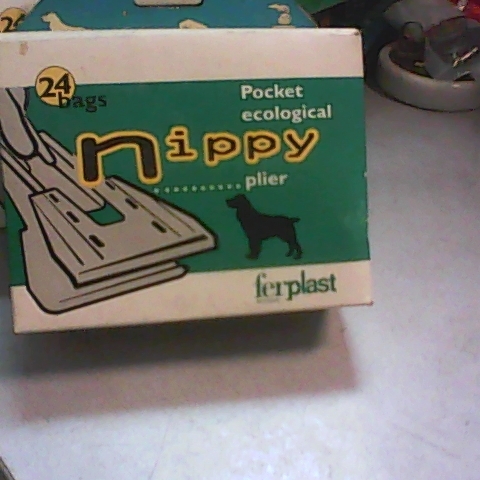 24
bags
Pocket
ecological
nippy
plier
ferplast